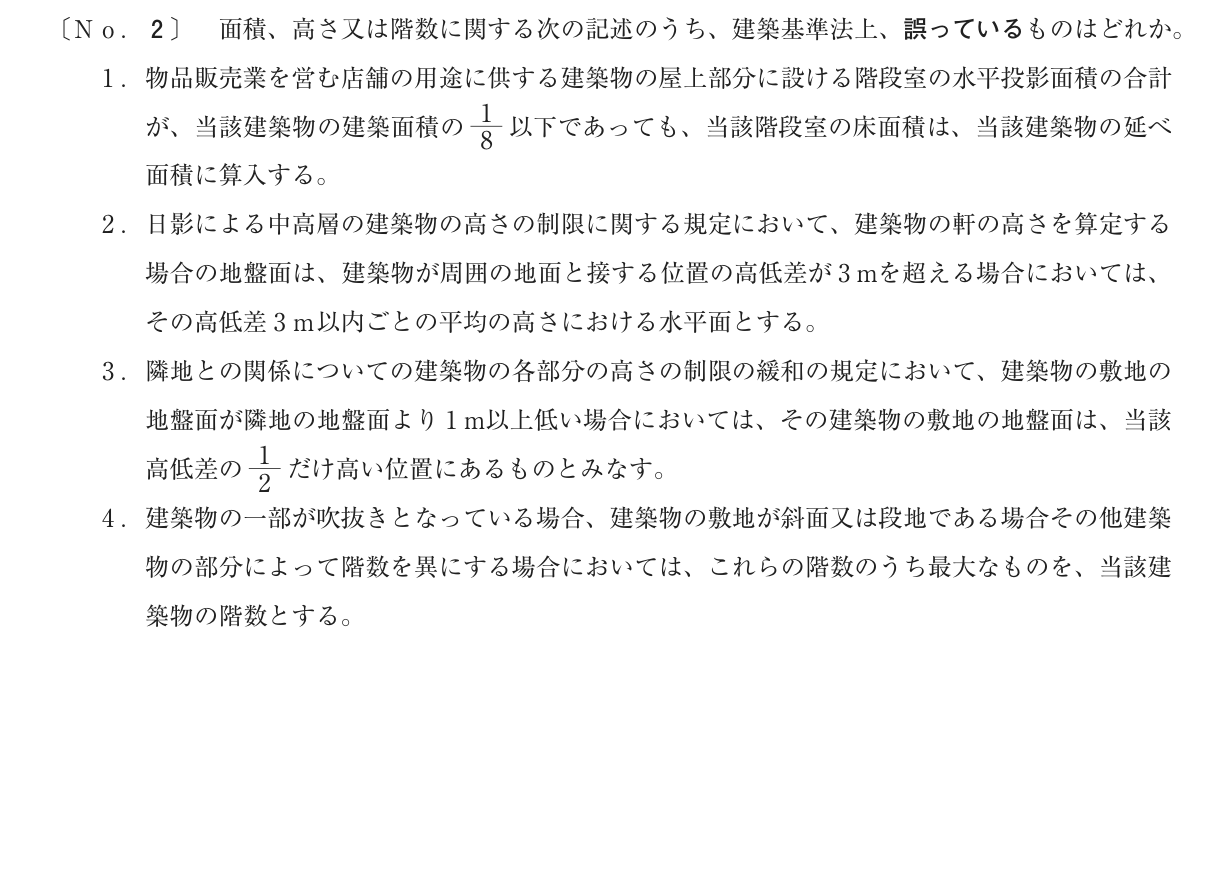 〔Ｎｏ．２〕　面積、高さ又は階数に関する次の記述のうち、建築基準法上、誤っているものはどれか。
１．物品販売業を営む店舗の用途に供する建築物の屋上部分に設ける階段室の水平投影面積の合計
が、当該建築物の建築面積の 1/8 以下であっても、当該階段室の床面積は、当該建築物の延べ
面積に算入する。
２．日影による中高層の建築物の高さの制限に関する規定において、建築物の軒の高さを算定する
場合の地盤面は、建築物が周囲の地面と接する位置の高低差が３ｍを超える場合においては、
その高低差３ｍ以内ごとの平均の高さにおける水平面とする。
３．隣地との関係についての建築物の各部分の高さの制限の緩和の規定において、建築物の敷地の
地盤面が隣地の地盤面より１ｍ以上低い場合においては、その建築物の敷地の地盤面は、当該
高低差の 1/2 だけ高い位置にあるものとみなす。
４．建築物の一部が吹抜きとなっている場合、建築物の敷地が斜面又は段地である場合その他建築
物の部分によって階数を異にする場合においては、これらの階数のうち最大なものを、当該建
築物の階数とする。